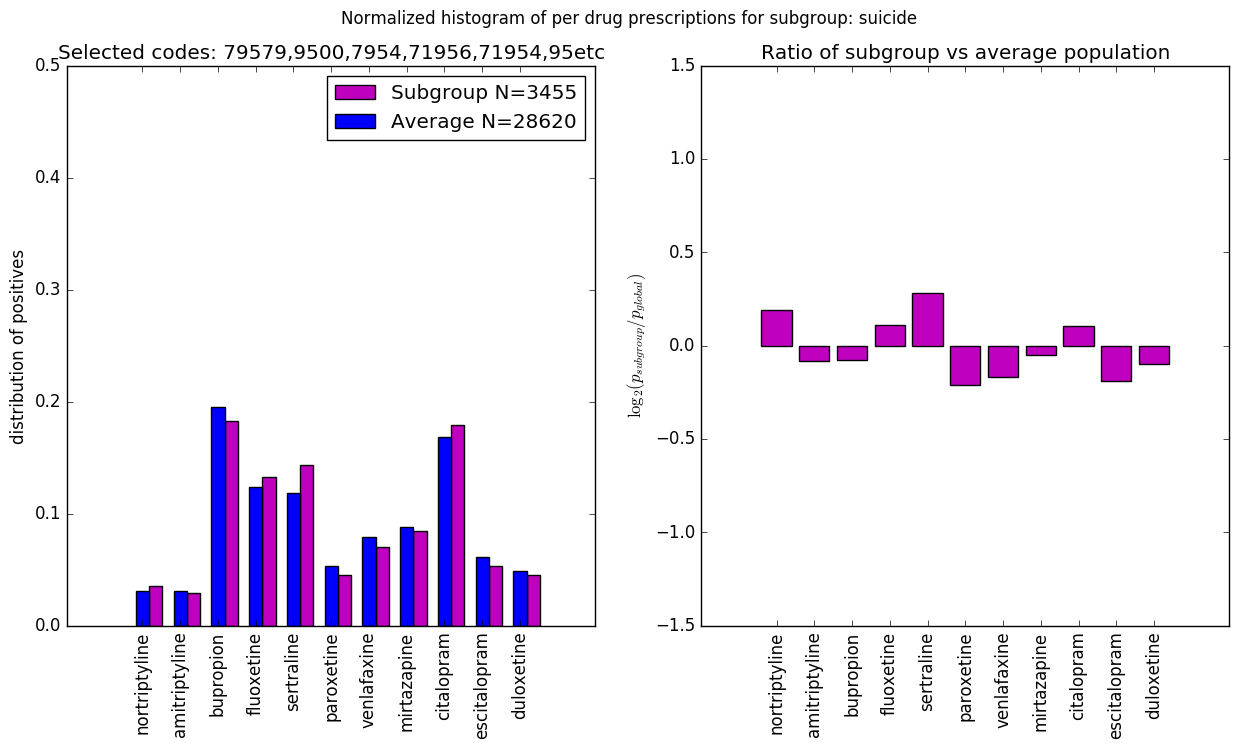 Normalized histogram of per drug prescriptions for subgroup: suicide
Selected codes: 79579,9500,7954,71956,71954,95etc
0.5
0.4
0.3
0.2
0.1
0.0
distribution of positives
Subgroup N=3455
Average N=28620
nortriptyline
amitriptyline
bupropion
fluoxetine
sertraline
paroxetine
venlafaxine
mirtazapine
citalopram
escitalopram
duloxetine
Ratio of subgroup vs average population
1.5
1.0
0.5
0.0
−0.5
−1.0
−1.5
log₂(p_subgroup/p_global)
nortriptyline
amitriptyline
bupropion
fluoxetine
sertraline
paroxetine
venlafaxine
mirtazapine
citalopram
escitalopram
duloxetine